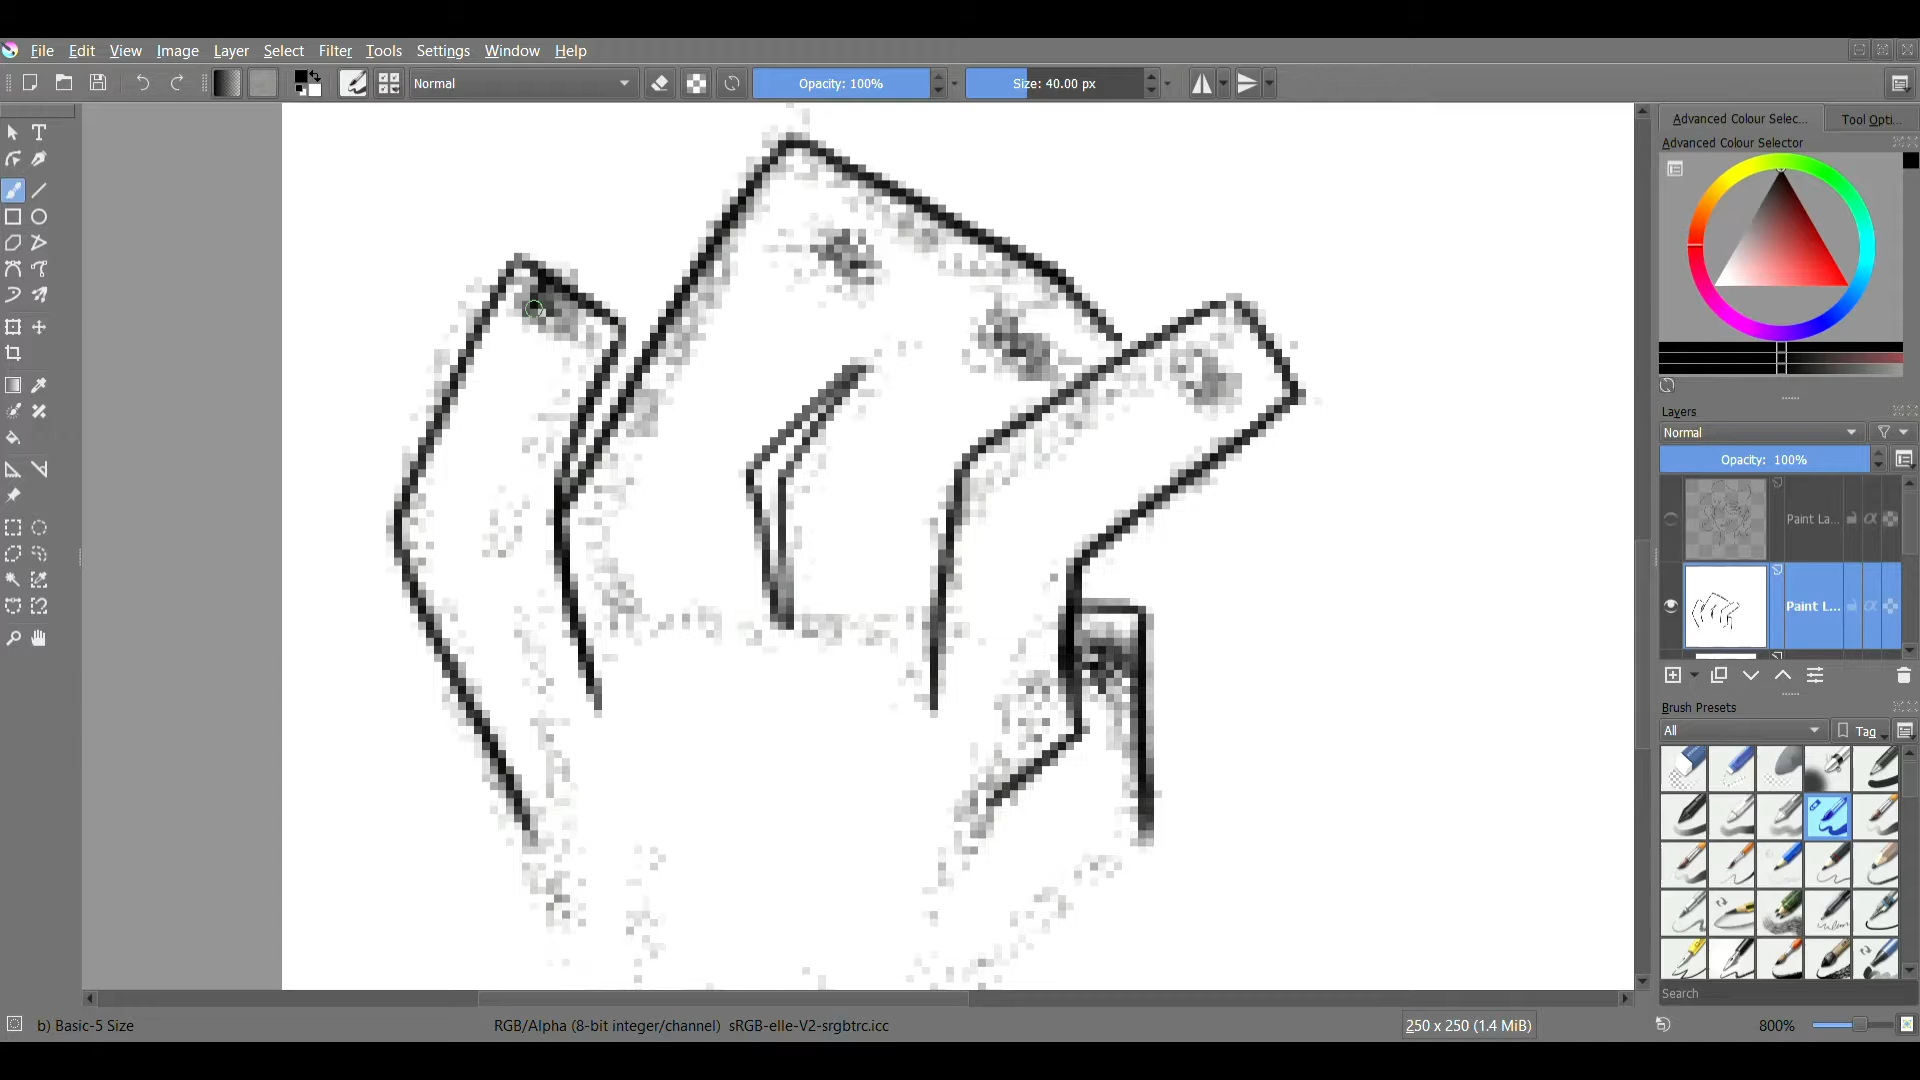 File Edit View Image Layer Select Filter Tools Settings Window Help
Normal Opacity: 100% Size: 40.00 px
Advanced Colour Selec... Tool Opti...
Advanced Colour Selector
Layers
Normal
Opacity: 100%
Paint La...
Paint L...
Brush Presets
All Tag
Search
b) Basic-5 Size RGB/Alpha (8-bit integer/channel) sRGB-elle-V2-srgbtrc.icc 250 x 250 (1.4 MiB) 800%